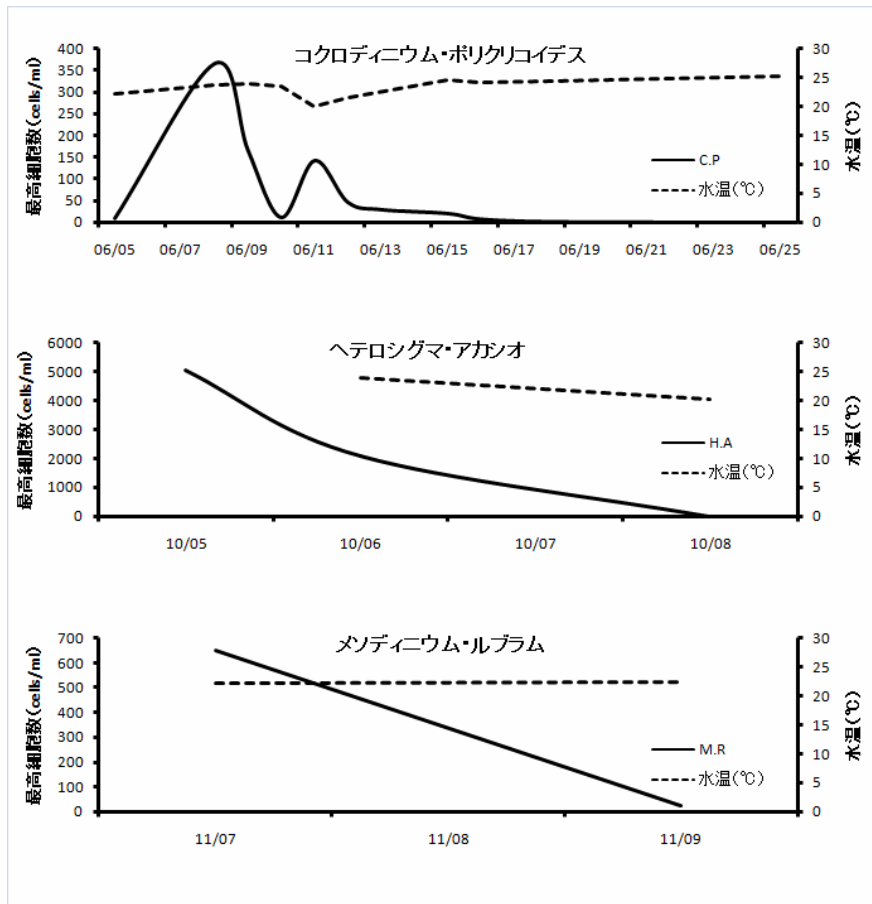 コクロディニウム・ポリクリコイデス
最高細胞数(cells/ml)
400
350
300
250
200
150
100
50
0
30
25
20
15
10
5
0
水温(℃)
C.P
水温(℃)
06/05 06/07 06/09 06/11 06/13 06/15 06/17 06/19 06/21 06/23 06/25
ヘテロシグマ・アカシオ
最高細胞数(cells/ml)
6000
5000
4000
3000
2000
1000
0
30
25
20
15
10
5
0
水温(℃)
H.A
水温(℃)
10/05 10/06 10/07 10/08
メソディニウム・ルブラム
最高細胞数(cells/ml)
700
600
500
400
300
200
100
0
30
25
20
15
10
5
0
水温(℃)
M.R
水温(℃)
11/07 11/08 11/09